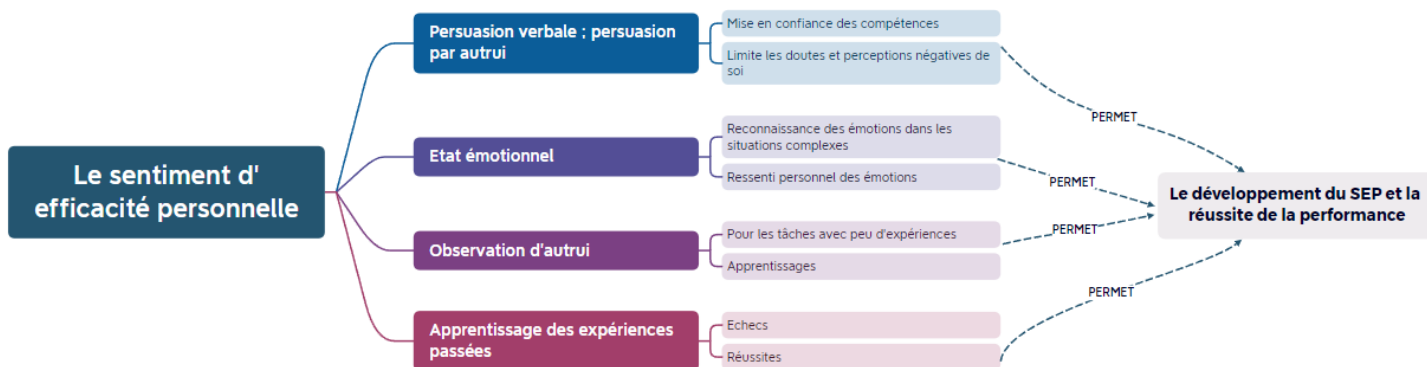 Le sentiment d'
efficacité personnelle
Persuasion verbale ; persuasion
par autrui
Mise en confiance des compétences
Limite les doutes et perceptions négatives de
soi
Etat émotionnel
Reconnaissance des émotions dans les
situations complexes
Ressenti personnel des émotions
Observation d'autrui
Pour les tâches avec peu d'expériences
Apprentissages
Apprentissage des expériences
passées
Echecs
Réussites
PERMET
PERMET
PERMET
PERMET
Le développement du SEP et la
réussite de la performance